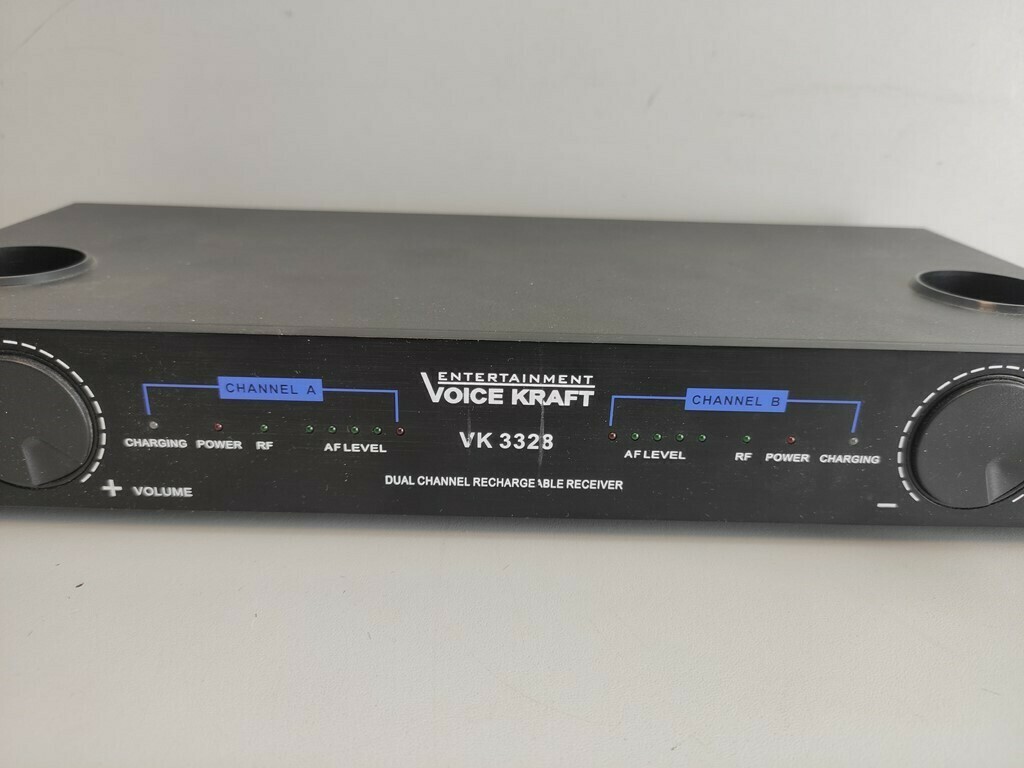 CHANNEL A
CHARGING POWER RF AF LEVEL
+ VOLUME
ENTERTAINMENT
VOICE KRAFT
VK 3328
DUAL CHANNEL RECHARGEABLE RECEIVER
CHANNEL B
AF LEVEL RF POWER CHARGING
−